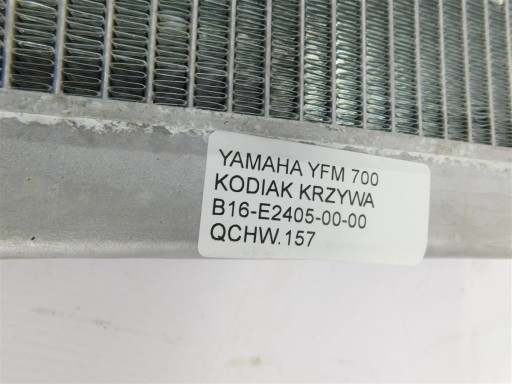 YAMAHA YFM 700
KODIAK KRZYWA
B16-E2405-00-00
QCHW.157